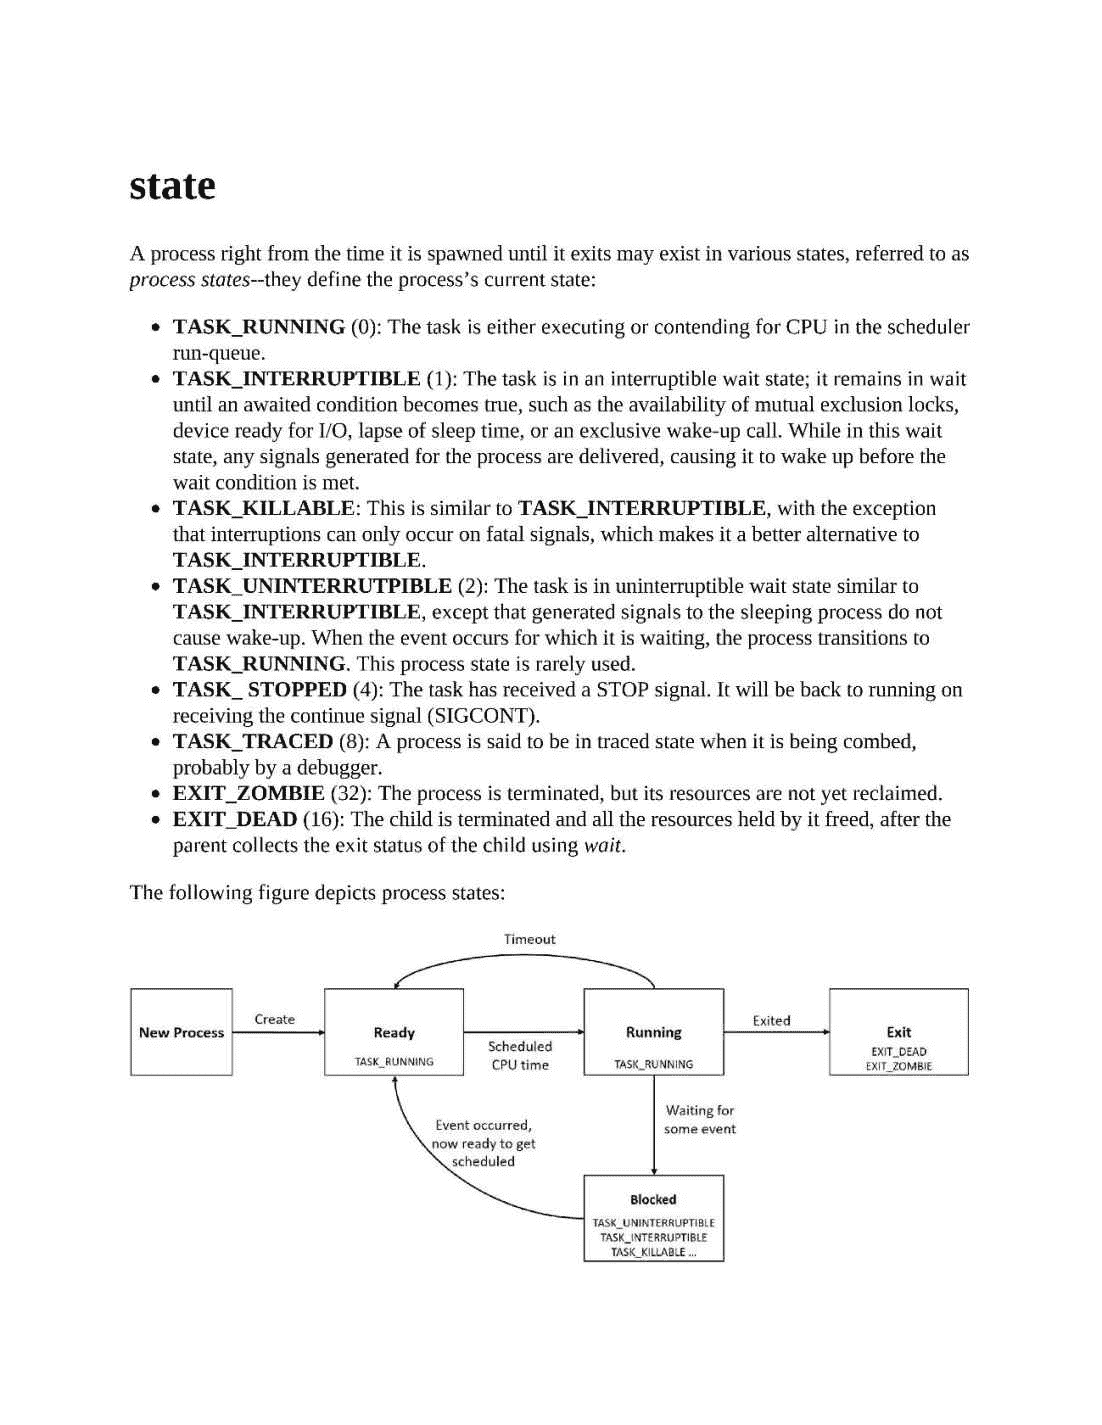 state
A process right from the time it is spawned until it exits may exist in various states, referred to as
process states--they define the process’s current state:
• TASK_RUNNING (0): The task is either executing or contending for CPU in the scheduler
run-queue.
• TASK_INTERRUPTIBLE (1): The task is in an interruptible wait state; it remains in wait
until an awaited condition becomes true, such as the availability of mutual exclusion locks,
device ready for I/O, lapse of sleep time, or an exclusive wake-up call. While in this wait
state, any signals generated for the process are delivered, causing it to wake up before the
wait condition is met.
• TASK_KILLABLE: This is similar to TASK_INTERRUPTIBLE, with the exception
that interruptions can only occur on fatal signals, which makes it a better alternative to
TASK_INTERRUPTIBLE.
• TASK_UNINTERRUTPIBLE (2): The task is in uninterruptible wait state similar to
TASK_INTERRUPTIBLE, except that generated signals to the sleeping process do not
cause wake-up. When the event occurs for which it is waiting, the process transitions to
TASK_RUNNING. This process state is rarely used.
• TASK_ STOPPED (4): The task has received a STOP signal. It will be back to running on
receiving the continue signal (SIGCONT).
• TASK_TRACED (8): A process is said to be in traced state when it is being combed,
probably by a debugger.
• EXIT_ZOMBIE (32): The process is terminated, but its resources are not yet reclaimed.
• EXIT_DEAD (16): The child is terminated and all the resources held by it freed, after the
parent collects the exit status of the child using wait.
The following figure depicts process states:
Timeout
New Process
Create
Ready
TASK_RUNNING
Scheduled
CPU time
Running
TASK_RUNNING
Exited
Exit
EXIT_DEAD
EXIT_ZOMBIE
Event occurred,
now ready to get
scheduled
Waiting for
some event
Blocked
TASK_UNINTERRUPTIBLE
TASK_INTERRUPTIBLE
TASK_KILLABLE ...